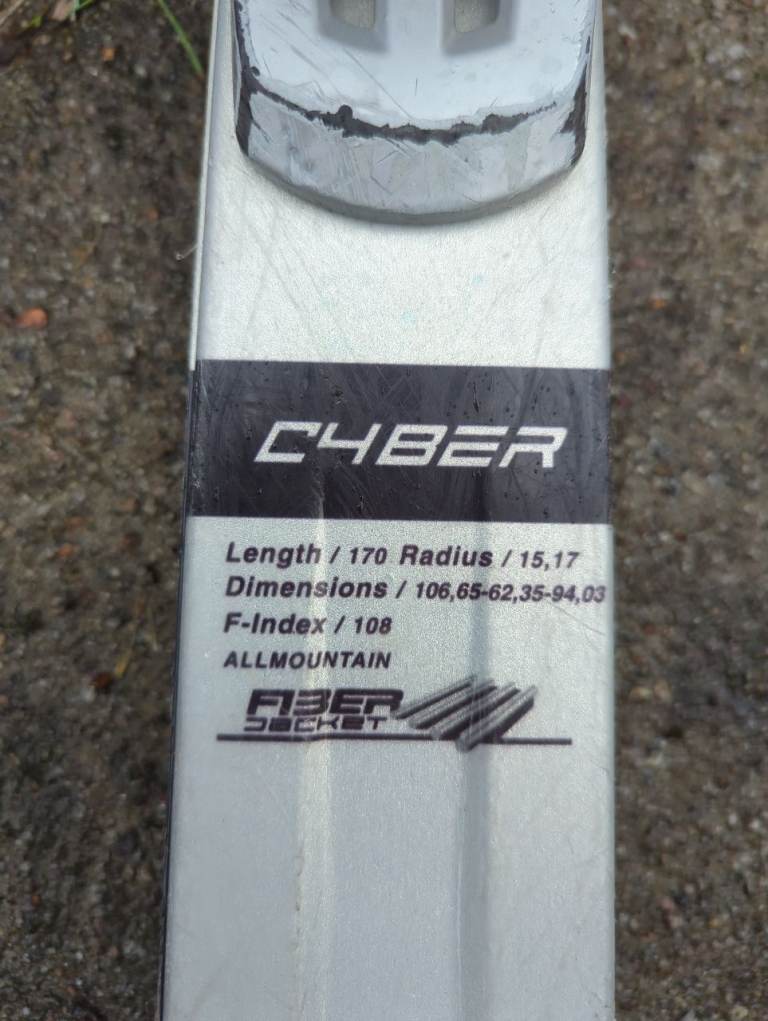 CYBER
Length / 170 Radius / 15,17
Dimensions / 106,65-62,35-94,03
F-Index / 108
ALLMOUNTAIN
FIBER
JACKET